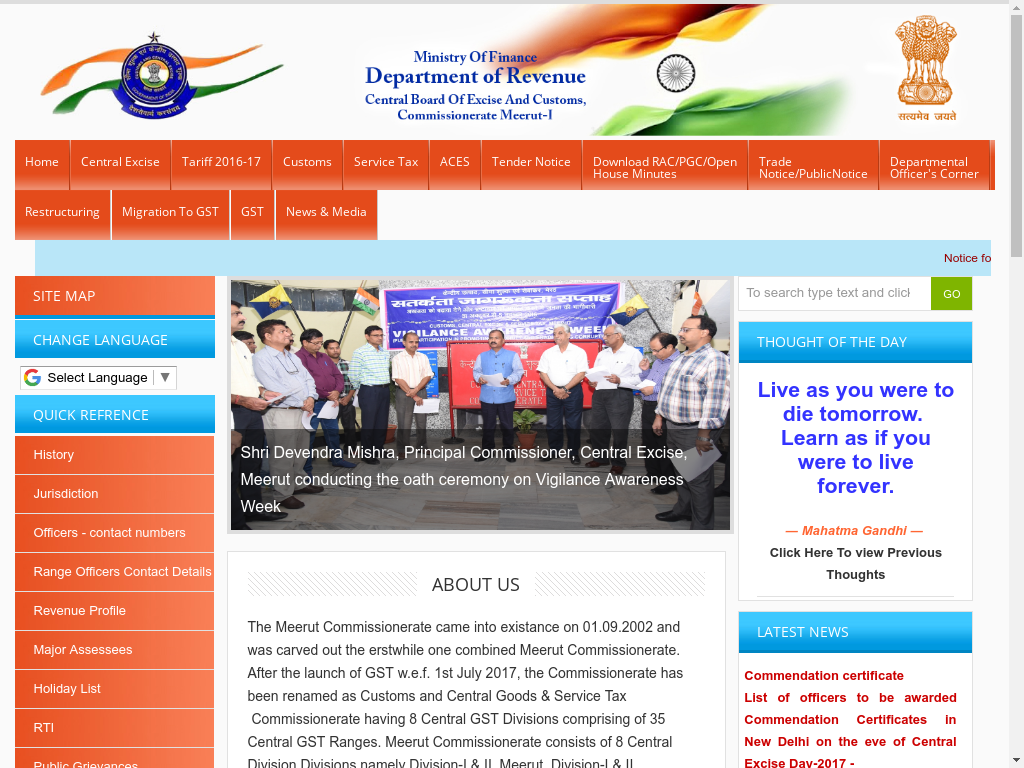 Ministry Of Finance
Department of Revenue
Central Board Of Excise And Customs,
Commissionerate Meerut-I
सत्यमेव जयते
Home
Central Excise
Tariff 2016-17
Customs
Service Tax
ACES
Tender Notice
Download RAC/PGC/Open
House Minutes
Trade
Notice/PublicNotice
Departmental
Officer's Corner
Restructuring
Migration To GST
GST
News & Media
Notice fo
SITE MAP
CHANGE LANGUAGE
Select Language
QUICK REFRENCE
History
Jurisdiction
Officers - contact numbers
Range Officers Contact Details
Revenue Profile
Major Assessees
Holiday List
RTI
Public Grievances
सतर्कता जागरूकता सप्ताह
VIGILANCE AWARENESS WEEK
Shri Devendra Mishra, Principal Commissioner, Central Excise,
Meerut conducting the oath ceremony on Vigilance Awareness
Week
ABOUT US
The Meerut Commissionerate came into existance on 01.09.2002 and
was carved out the erstwhile one combined Meerut Commissionerate.
After the launch of GST w.e.f. 1st July 2017, the Commissionerate has
been renamed as Customs and Central Goods & Service Tax
Commissionerate having 8 Central GST Divisions comprising of 35
Central GST Ranges. Meerut Commissionerate consists of 8 Central
Division Divisions namely Division-I & II, Meerut, Division-I & II
To search type text and click
GO
THOUGHT OF THE DAY
Live as you were to
die tomorrow.
Learn as if you
were to live
forever.
— Mahatma Gandhi —
Click Here To view Previous
Thoughts
LATEST NEWS
Commendation certificate
List of officers to be awarded
Commendation Certificates in
New Delhi on the eve of Central
Excise Day-2017 -